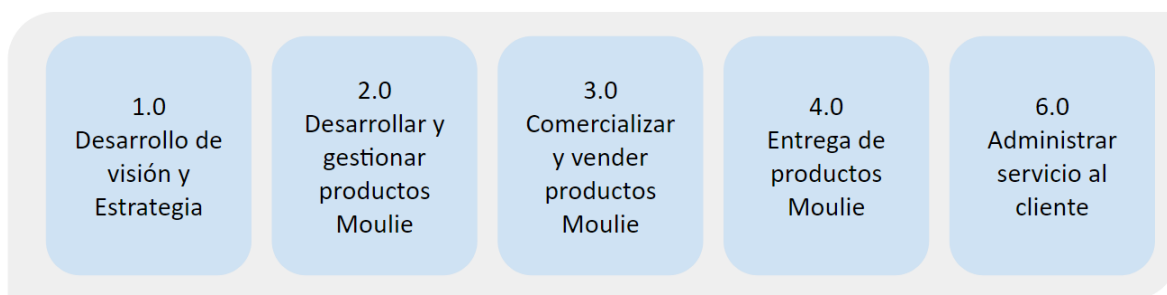 1.0
Desarrollo de
visión y
Estrategia
2.0
Desarrollar y
gestionar
productos
Moulie
3.0
Comercializar
y vender
productos
Moulie
4.0
Entrega de
productos
Moulie
6.0
Administrar
servicio al
cliente